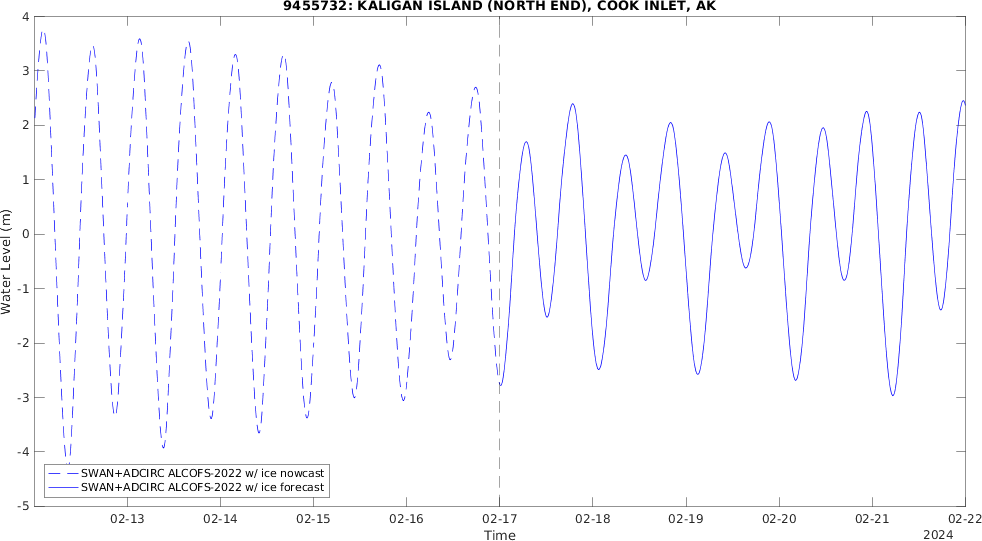 9455732: KALIGAN ISLAND (NORTH END), COOK INLET, AK
Water Level (m)
4
3
2
1
0
-1
-2
-3
-4
-5
SWAN+ADCIRC ALCOFS-2022 w/ ice nowcast
SWAN+ADCIRC ALCOFS-2022 w/ ice forecast
02-13 02-14 02-15 02-16 02-17 02-18 02-19 02-20 02-21 02-22
Time
2024